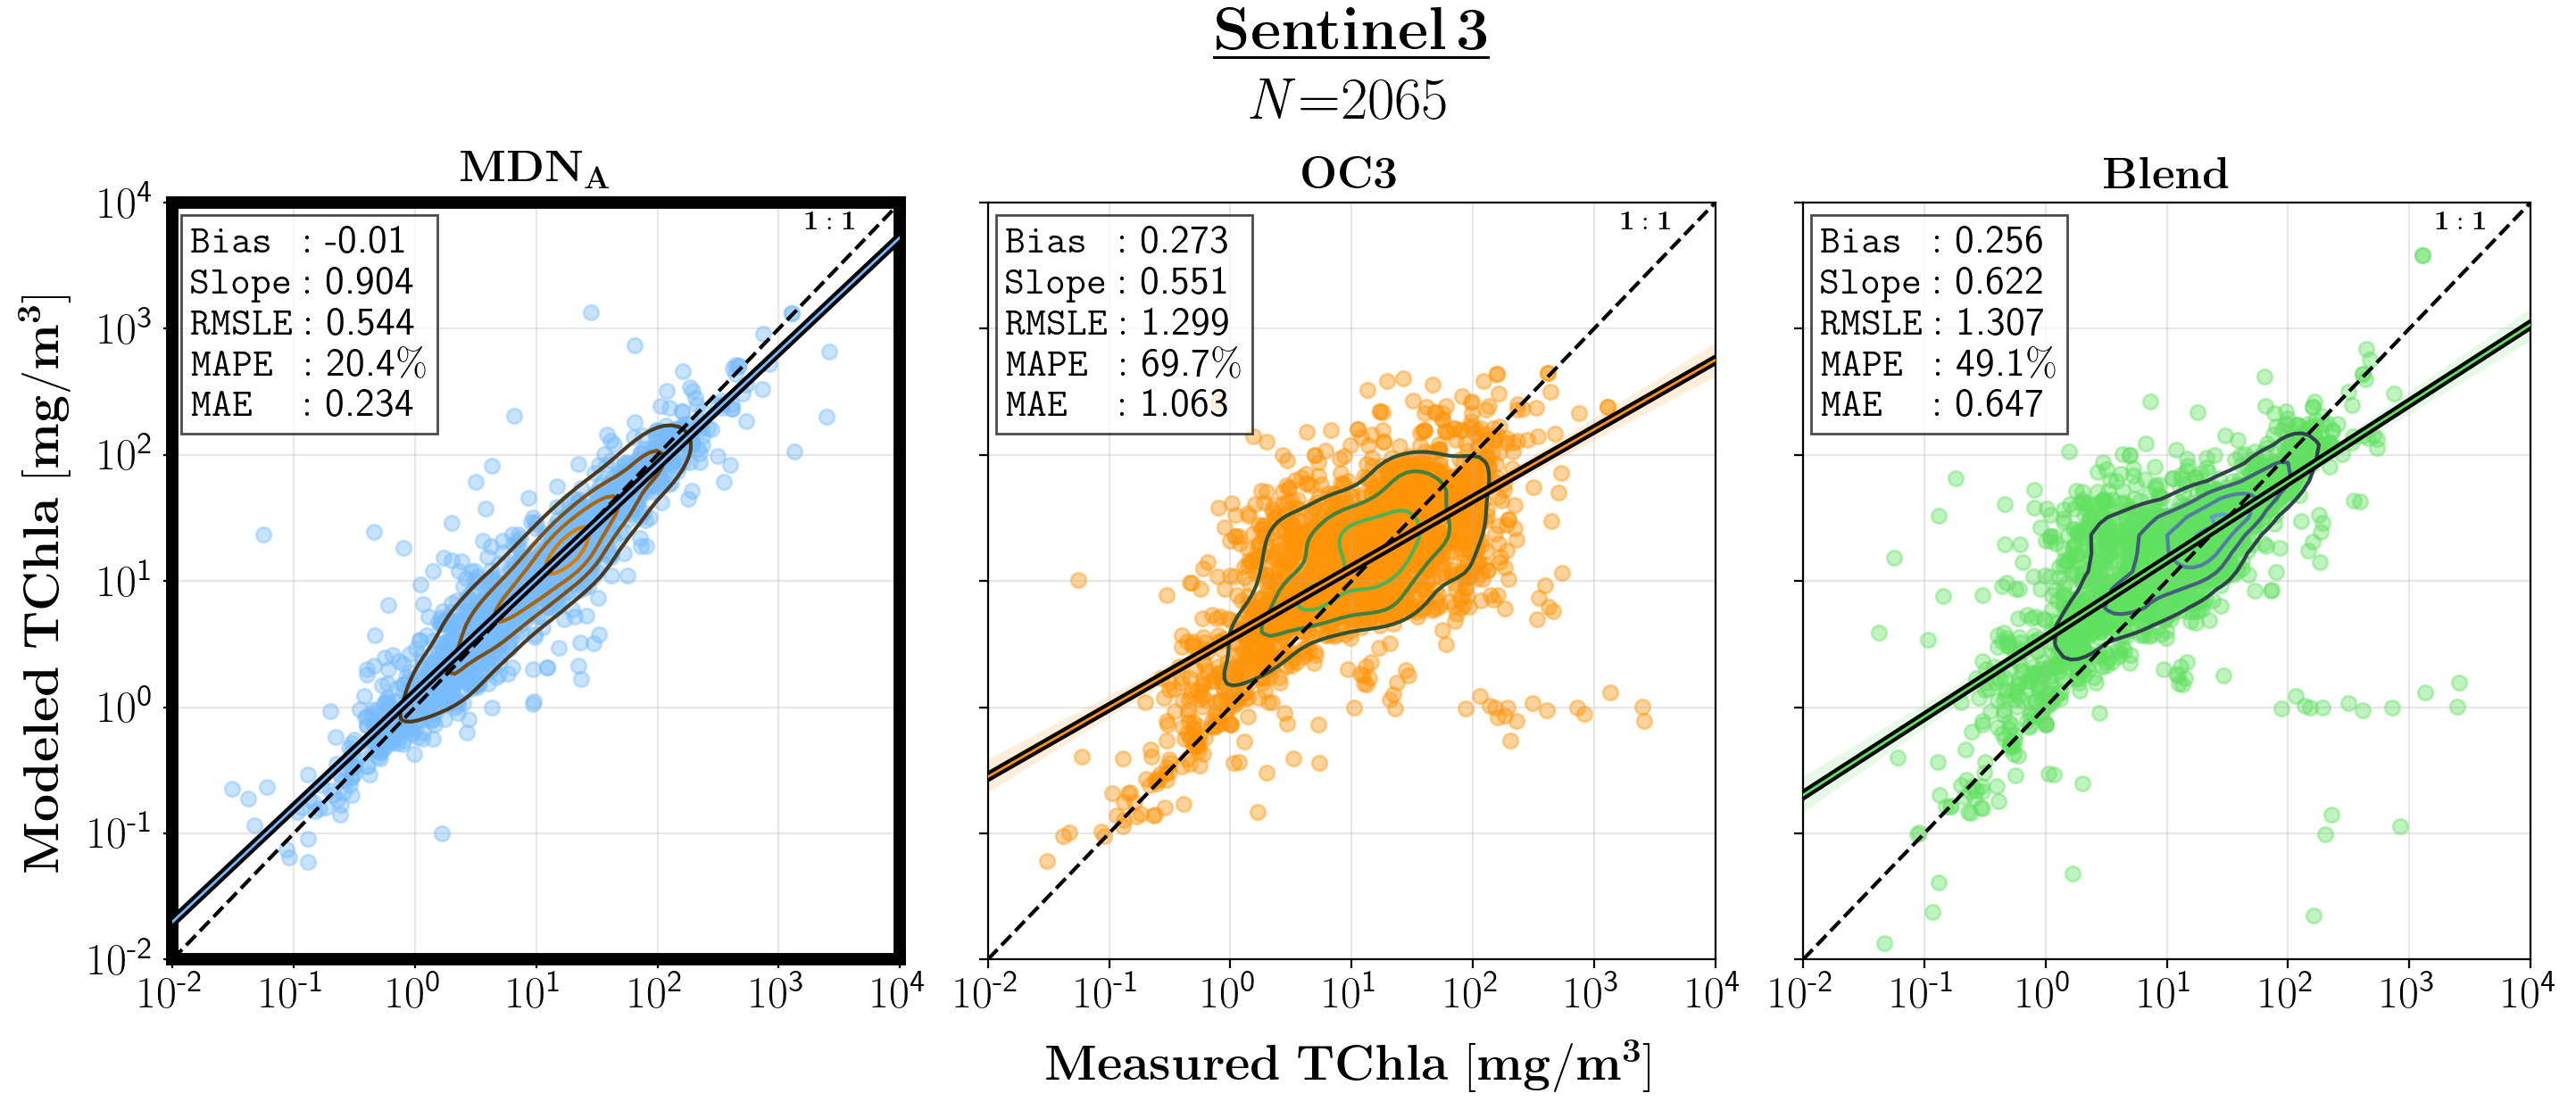 Sentinel 3
N=2065
MDN_A
OC3
Blend
Modeled TChla [mg/m³]
10⁴
10³
10²
10¹
10⁰
10⁻¹
10⁻²
Bias : -0.01
Slope : 0.904
RMSLE : 0.544
MAPE : 20.4%
MAE : 0.234
1 : 1
10⁻² 10⁻¹ 10⁰ 10¹ 10² 10³ 10⁴
Bias : 0.273
Slope : 0.551
RMSLE : 1.299
MAPE : 69.7%
MAE : 1.063
1 : 1
10⁻² 10⁻¹ 10⁰ 10¹ 10² 10³ 10⁴
Bias : 0.256
Slope : 0.622
RMSLE : 1.307
MAPE : 49.1%
MAE : 0.647
1 : 1
10⁻² 10⁻¹ 10⁰ 10¹ 10² 10³ 10⁴
Measured TChla [mg/m³]